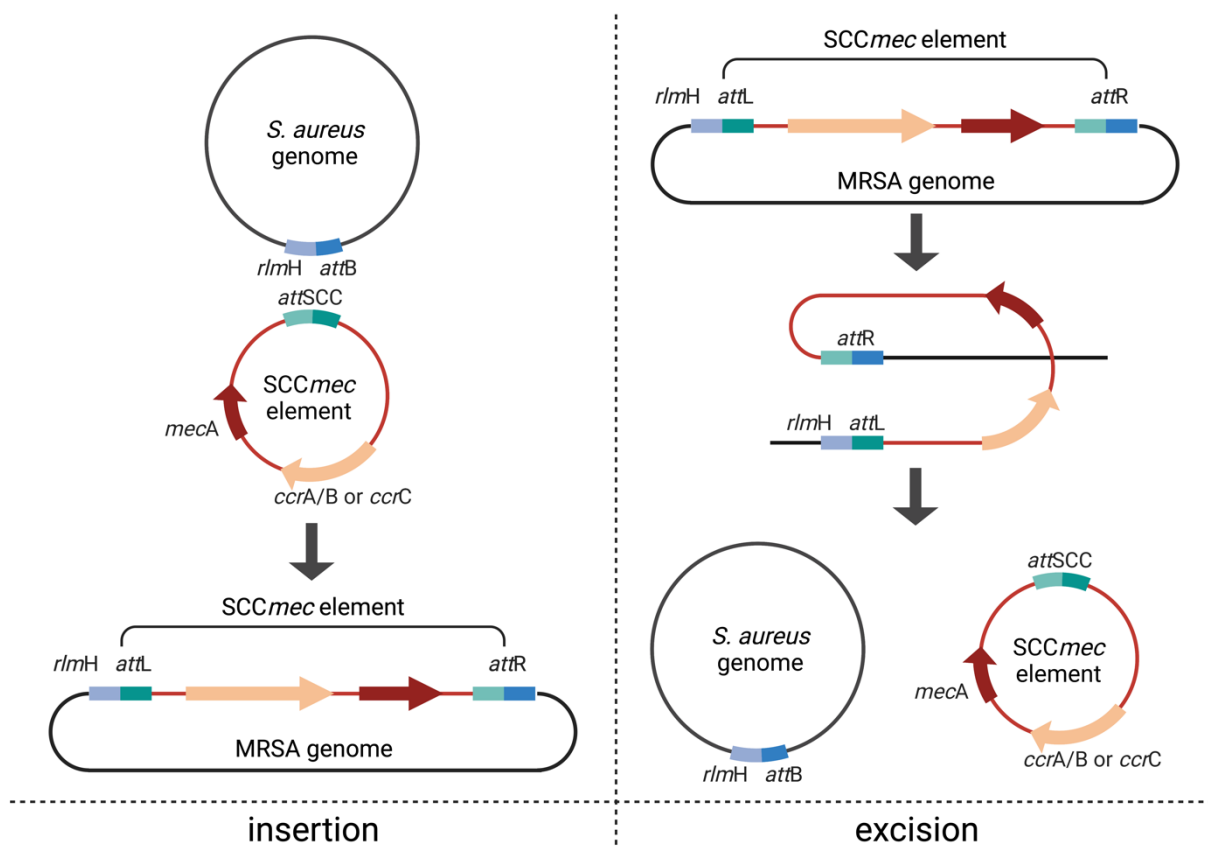 S. aureus
genome
rlmH attB
attSCC
SCCmec
element
mecA
ccrA/B or ccrC
SCCmec element
rlmH attL attR
MRSA genome
insertion
SCCmec element
rlmH attL attR
MRSA genome
attR
rlmH attL
S. aureus
genome
rlmH attB
attSCC
SCCmec
element
mecA
ccrA/B or ccrC
excision